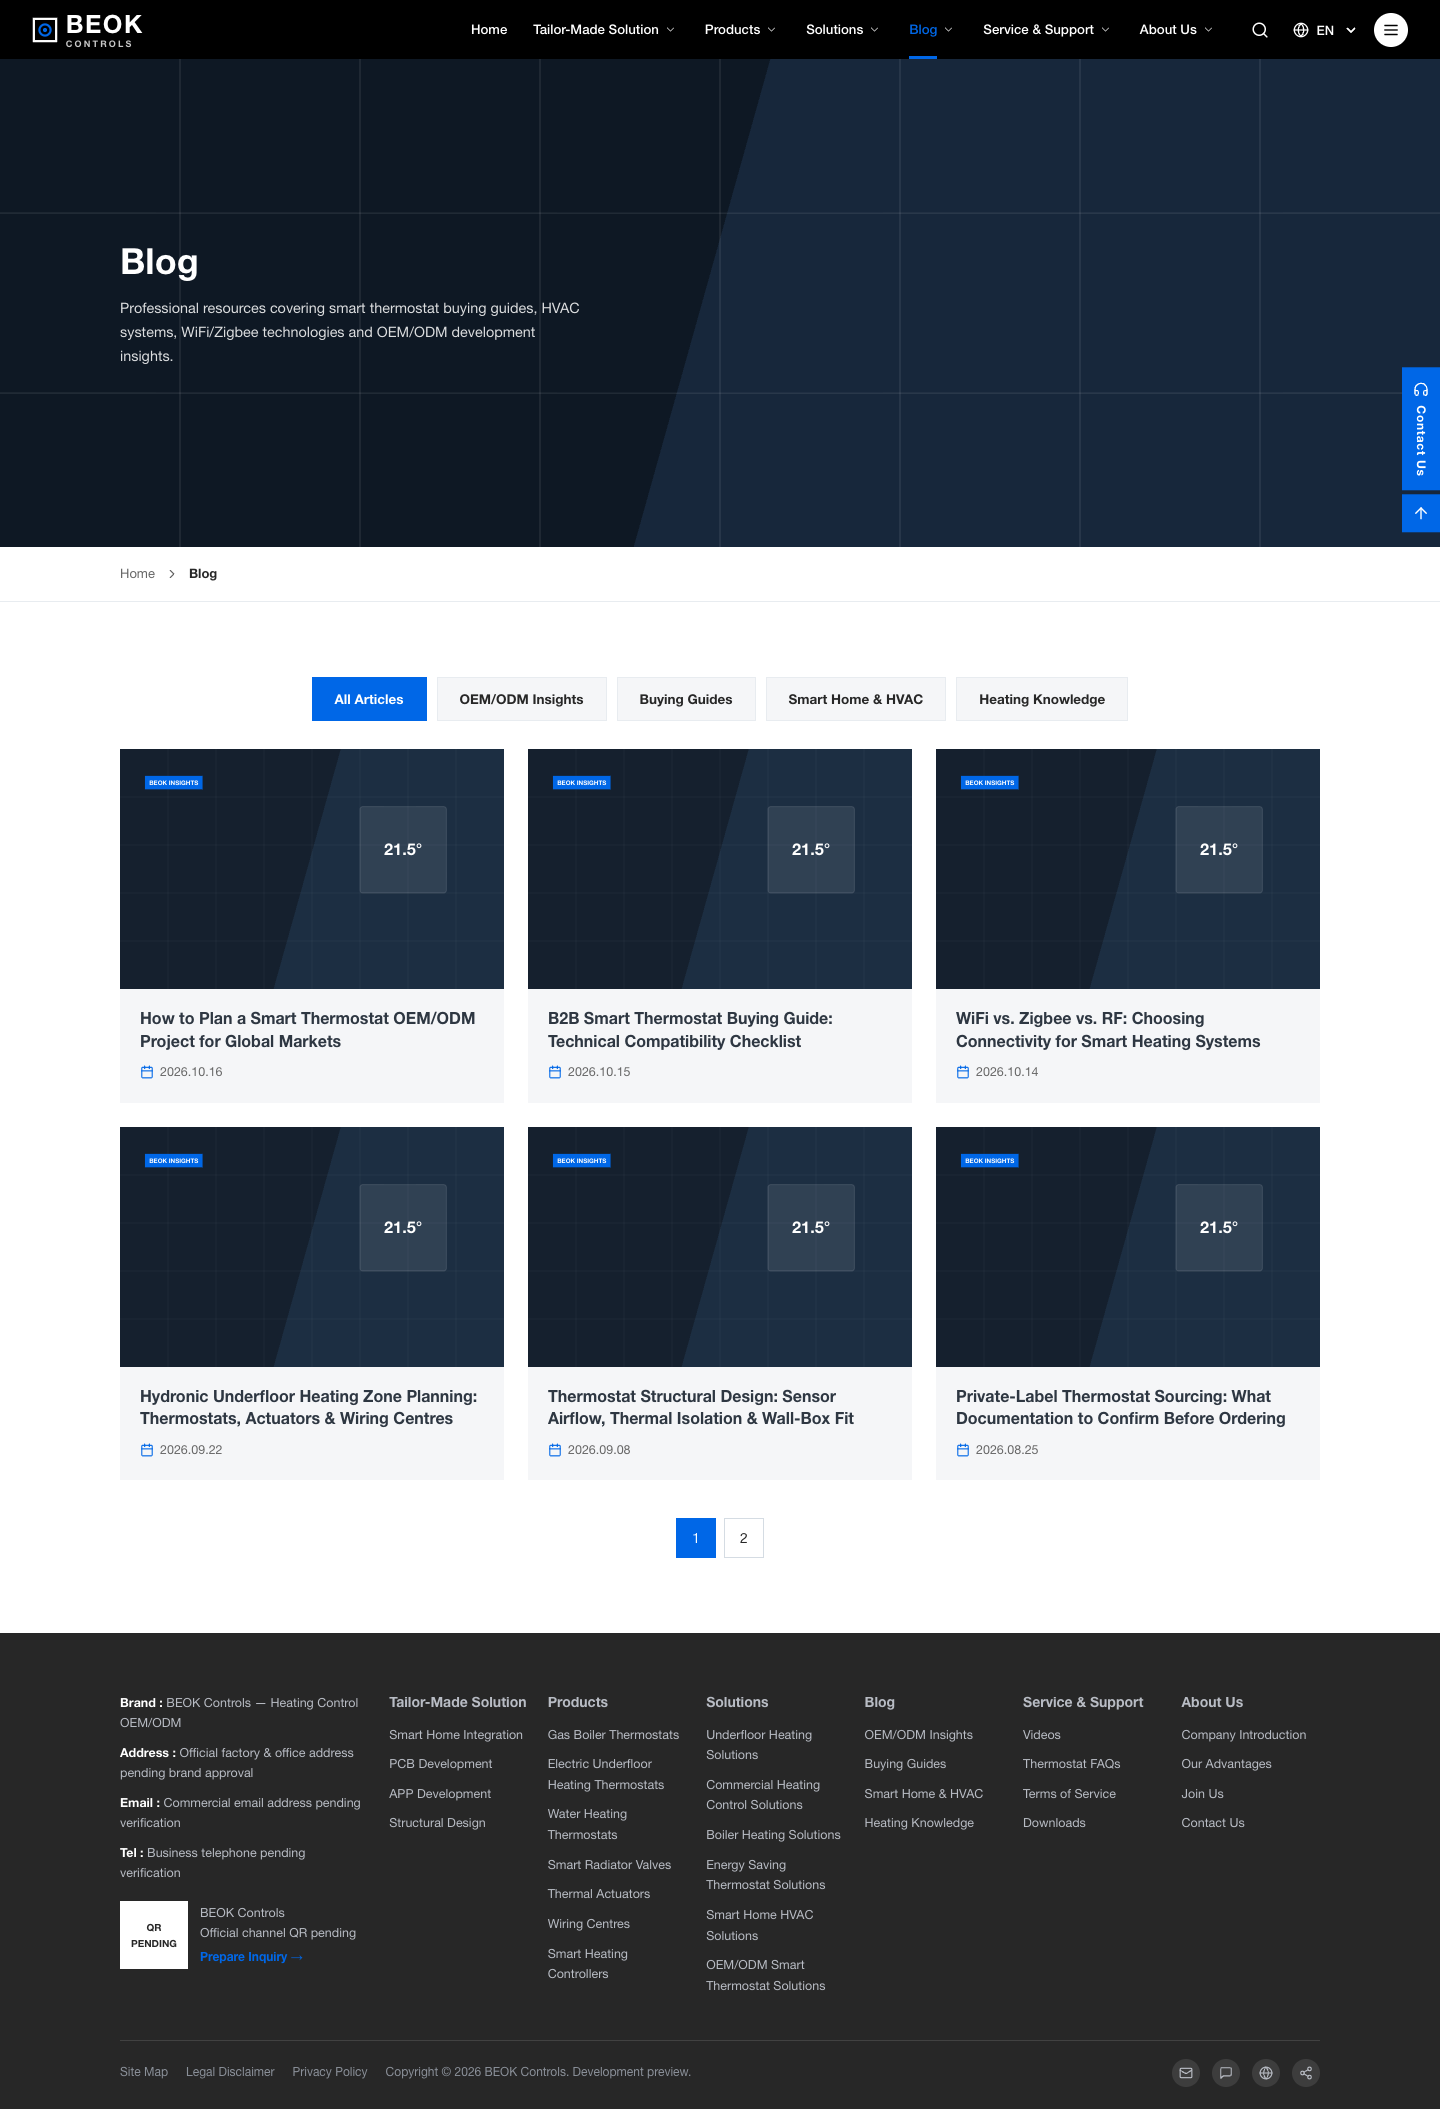 BEOK
CONTROLS
Home
Tailor-Made Solution
Products
Solutions
Blog
Service & Support
About Us
EN
Blog
Professional resources covering smart thermostat buying guides, HVAC
systems, WiFi/Zigbee technologies and OEM/ODM development
insights.
Contact Us
Home
Blog
All Articles
OEM/ODM Insights
Buying Guides
Smart Home & HVAC
Heating Knowledge
BEOK INSIGHTS
21.5°
How to Plan a Smart Thermostat OEM/ODM
Project for Global Markets
2026.10.16
BEOK INSIGHTS
21.5°
B2B Smart Thermostat Buying Guide:
Technical Compatibility Checklist
2026.10.15
BEOK INSIGHTS
21.5°
WiFi vs. Zigbee vs. RF: Choosing
Connectivity for Smart Heating Systems
2026.10.14
BEOK INSIGHTS
21.5°
Hydronic Underfloor Heating Zone Planning:
Thermostats, Actuators & Wiring Centres
2026.09.22
BEOK INSIGHTS
21.5°
Thermostat Structural Design: Sensor
Airflow, Thermal Isolation & Wall-Box Fit
2026.09.08
BEOK INSIGHTS
21.5°
Private-Label Thermostat Sourcing: What
Documentation to Confirm Before Ordering
2026.08.25
1
2
Brand : BEOK Controls — Heating Control
OEM/ODM
Address : Official factory & office address
pending brand approval
Email : Commercial email address pending
verification
Tel : Business telephone pending
verification
QR
PENDING
BEOK Controls
Official channel QR pending
Prepare Inquiry →
Tailor-Made Solution
Smart Home Integration
PCB Development
APP Development
Structural Design
Products
Gas Boiler Thermostats
Electric Underfloor
Heating Thermostats
Water Heating
Thermostats
Smart Radiator Valves
Thermal Actuators
Wiring Centres
Smart Heating
Controllers
Solutions
Underfloor Heating
Solutions
Commercial Heating
Control Solutions
Boiler Heating Solutions
Energy Saving
Thermostat Solutions
Smart Home HVAC
Solutions
OEM/ODM Smart
Thermostat Solutions
Blog
OEM/ODM Insights
Buying Guides
Smart Home & HVAC
Heating Knowledge
Service & Support
Videos
Thermostat FAQs
Terms of Service
Downloads
About Us
Company Introduction
Our Advantages
Join Us
Contact Us
Site Map
Legal Disclaimer
Privacy Policy
Copyright © 2026 BEOK Controls. Development preview.